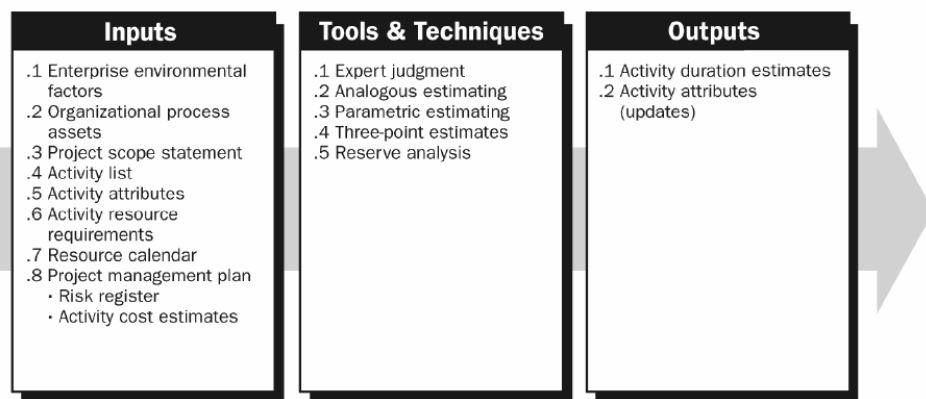 Inputs
.1 Enterprise environmental
factors
.2 Organizational process
assets
.3 Project scope statement
.4 Activity list
.5 Activity attributes
.6 Activity resource
requirements
.7 Resource calendar
.8 Project management plan
· Risk register
· Activity cost estimates
Tools & Techniques
.1 Expert judgment
.2 Analogous estimating
.3 Parametric estimating
.4 Three-point estimates
.5 Reserve analysis
Outputs
.1 Activity duration estimates
.2 Activity attributes
(updates)